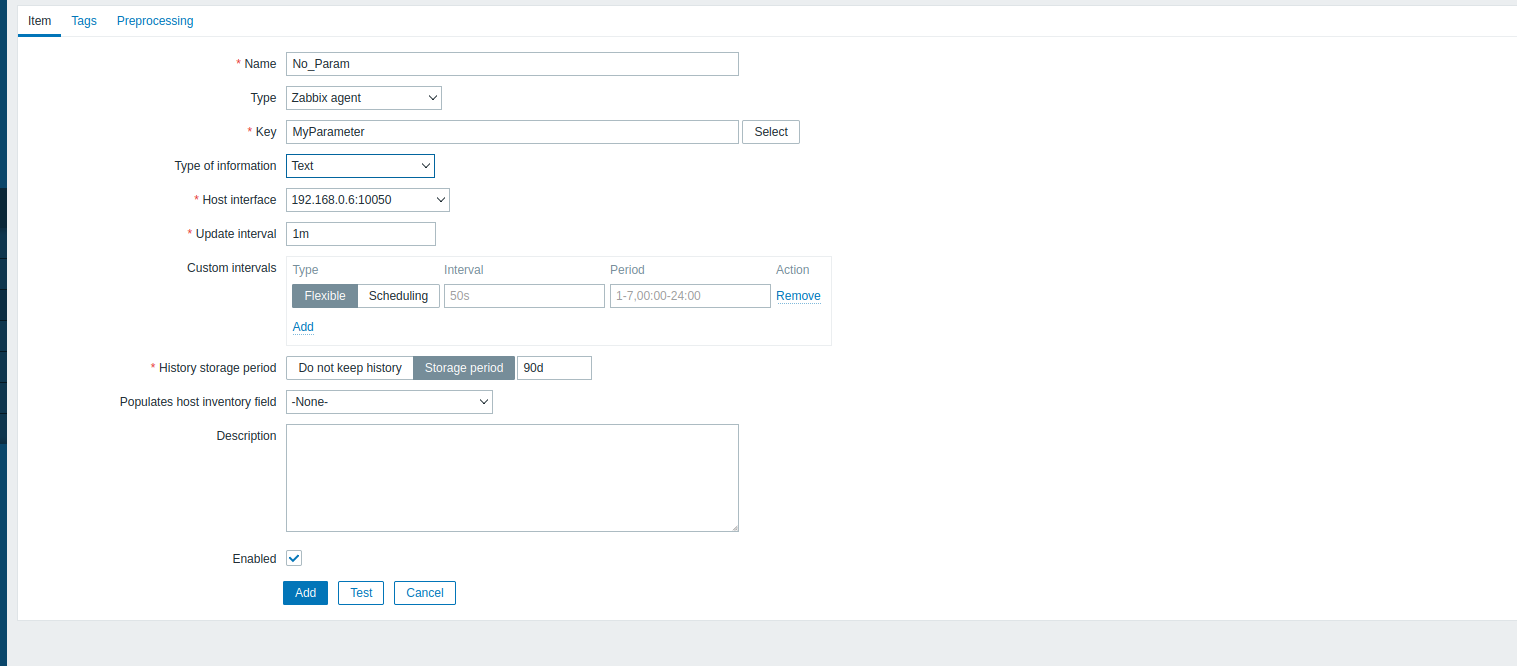 Item Tags Preprocessing
* Name No_Param
Type Zabbix agent
* Key MyParameter Select
Type of information Text
* Host interface 192.168.0.6:10050
* Update interval 1m
Custom intervals Type Interval Period Action
Flexible Scheduling 50s 1-7,00:00-24:00 Remove
Add
* History storage period Do not keep history Storage period 90d
Populates host inventory field -None-
Description
Enabled
Add Test Cancel